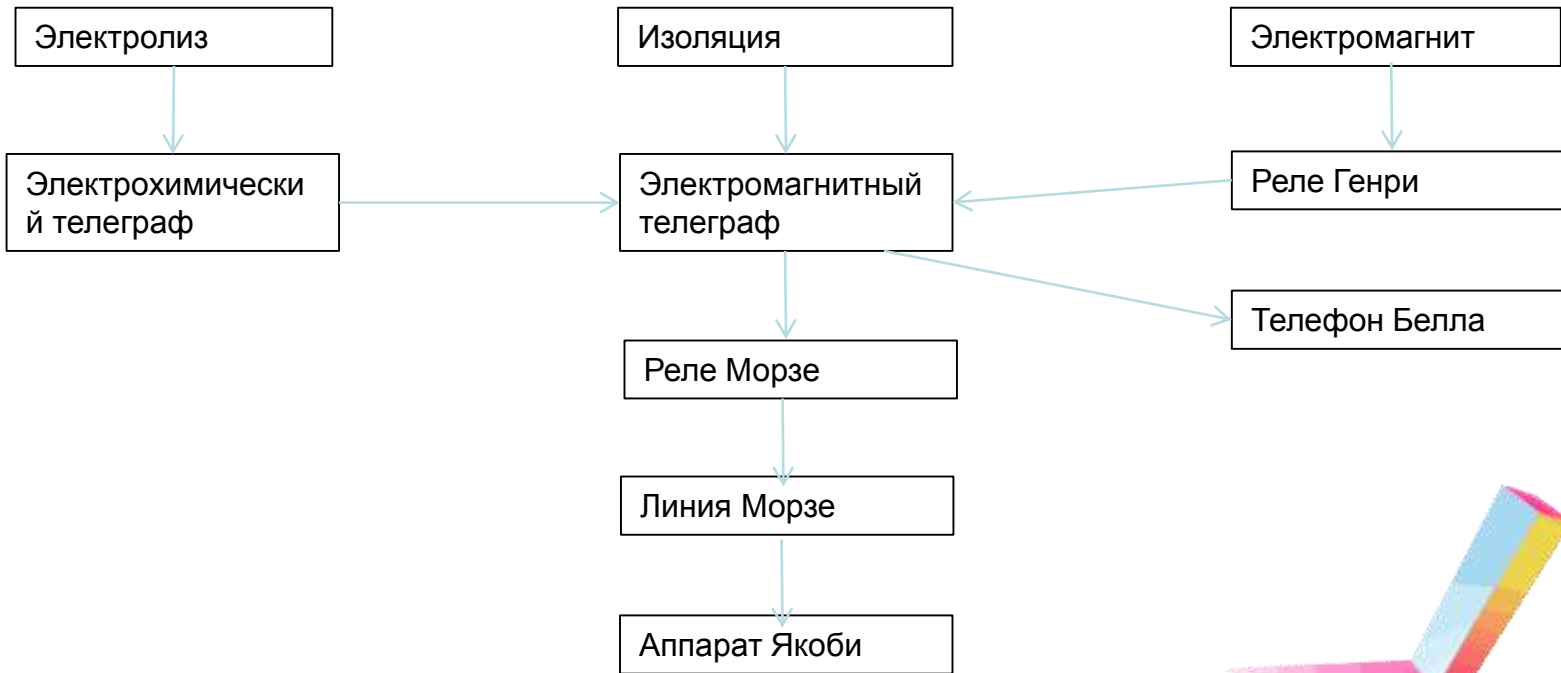 Электролиз
Изоляция
Электромагнит
Электрохимически
й телеграф
Электромагнитный
телеграф
Реле Генри
Телефон Белла
Реле Морзе
Линия Морзе
Аппарат Якоби